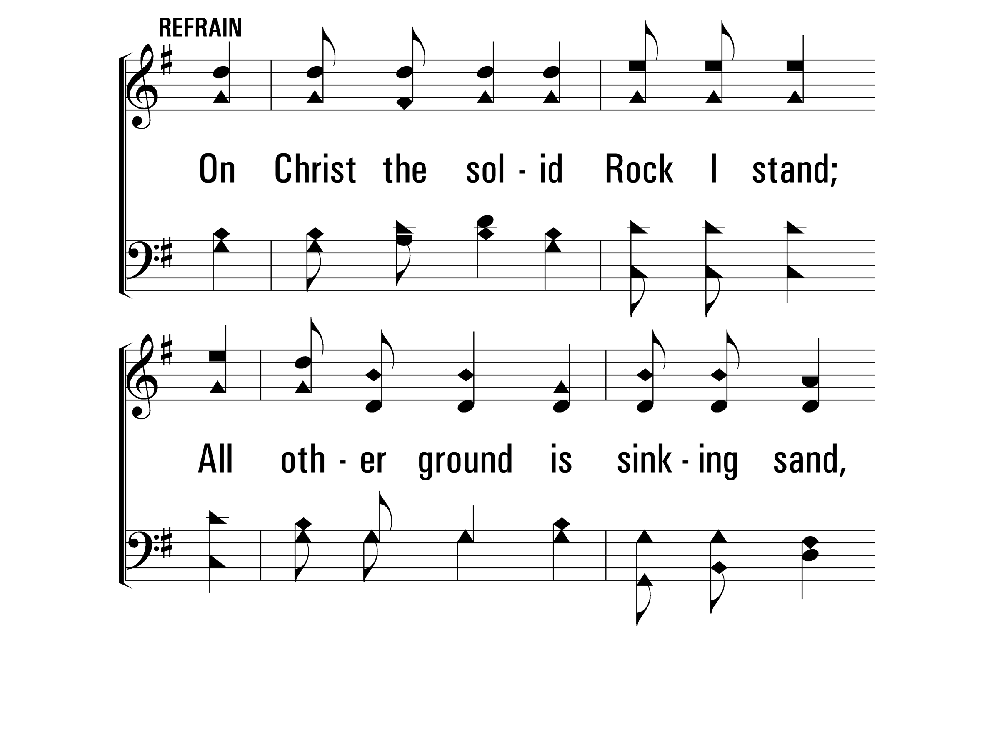 REFRAIN
On Christ the sol - id Rock I stand;
All oth - er ground is sink - ing sand,